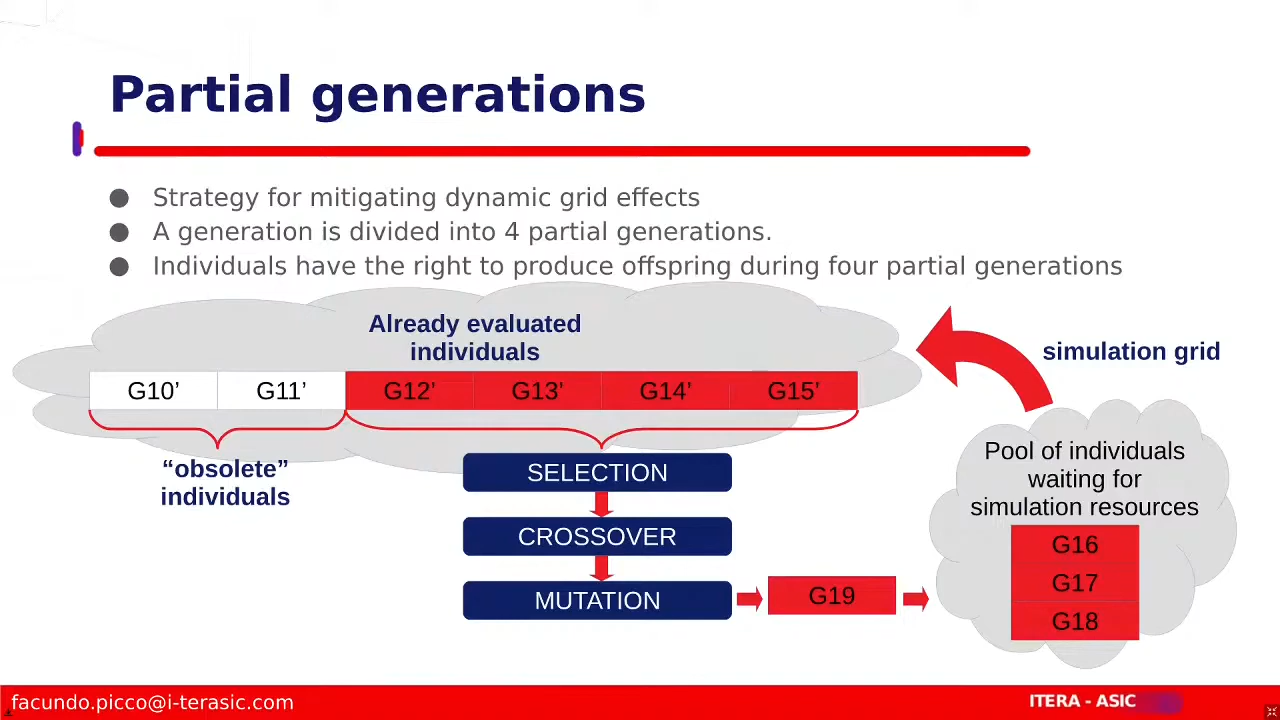 Partial generations
● Strategy for mitigating dynamic grid effects
● A generation is divided into 4 partial generations.
● Individuals have the right to produce offspring during four partial generations
Already evaluated
individuals
simulation grid
G10’ G11’ G12’ G13’ G14’ G15’
“obsolete”
individuals
SELECTION
CROSSOVER
MUTATION
G19
Pool of individuals
waiting for
simulation resources
G16
G17
G18
facundo.picco@i-terasic.com
ITERA - ASIC